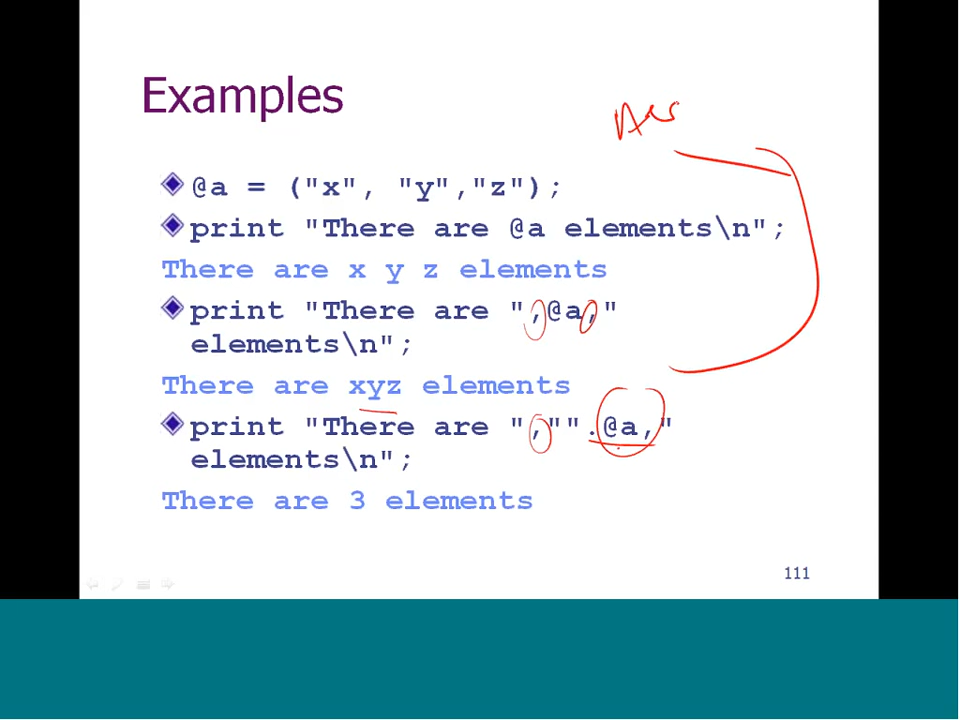 Examples
@a = ("x", "y","z");
print "There are @a elements\n";
There are x y z elements
print "There are ",@a,"
elements\n";
There are xyz elements
print "There are ","".@a,"
elements\n";
There are 3 elements
111